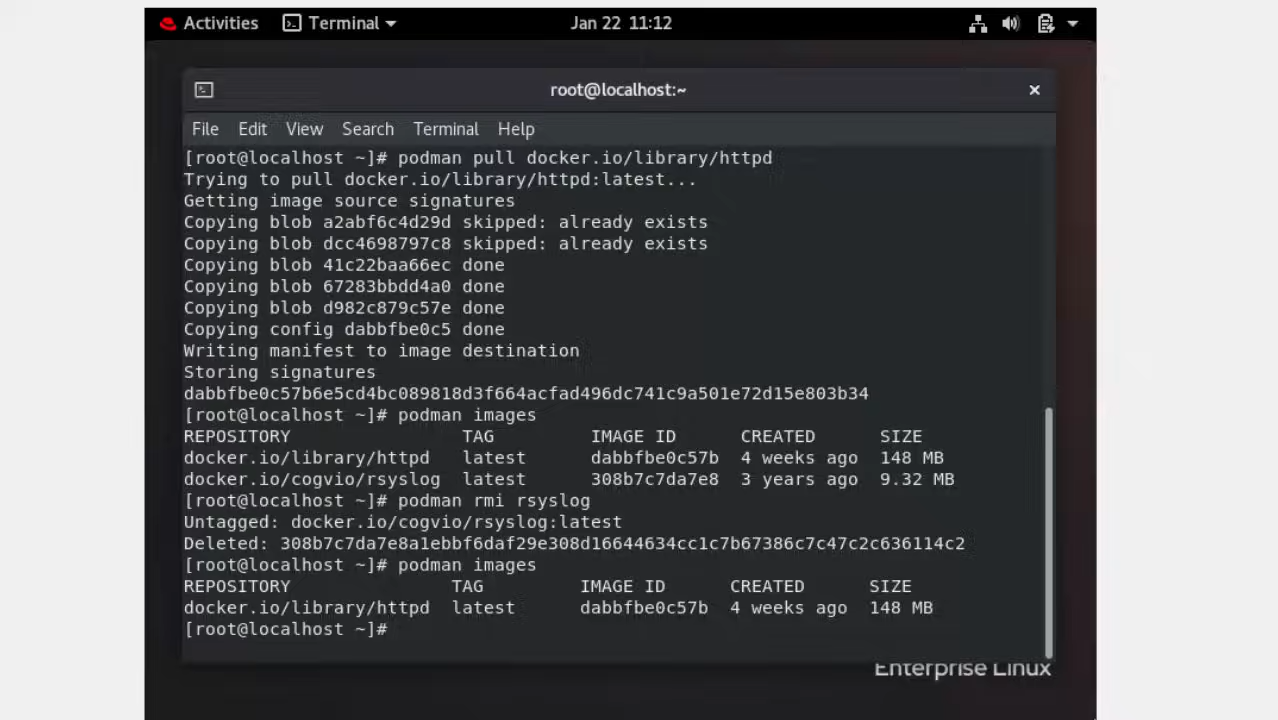 Activities Terminal Jan 22 11:12
root@localhost:~
File Edit View Search Terminal Help
[root@localhost ~]# podman pull docker.io/library/httpd
Trying to pull docker.io/library/httpd:latest...
Getting image source signatures
Copying blob a2abf6c4d29d skipped: already exists
Copying blob dcc4698797c8 skipped: already exists
Copying blob 41c22baa66ec done
Copying blob 67283bbdd4a0 done
Copying blob d982c879c57e done
Copying config dabbfbe0c5 done
Writing manifest to image destination
Storing signatures
dabbfbe0c57b6e5cd4bc089818d3f664acfad496dc741c9a501e72d15e803b34
[root@localhost ~]# podman images
REPOSITORY TAG IMAGE ID CREATED SIZE
docker.io/library/httpd latest dabbfbe0c57b 4 weeks ago 148 MB
docker.io/cogvio/rsyslog latest 308b7c7da7e8 3 years ago 9.32 MB
[root@localhost ~]# podman rmi rsyslog
Untagged: docker.io/cogvio/rsyslog:latest
Deleted: 308b7c7da7e8a1ebbf6daf29e308d16644634cc1c7b67386c7c47c2c636114c2
[root@localhost ~]# podman images
REPOSITORY TAG IMAGE ID CREATED SIZE
docker.io/library/httpd latest dabbfbe0c57b 4 weeks ago 148 MB
[root@localhost ~]#
Enterprise Linux